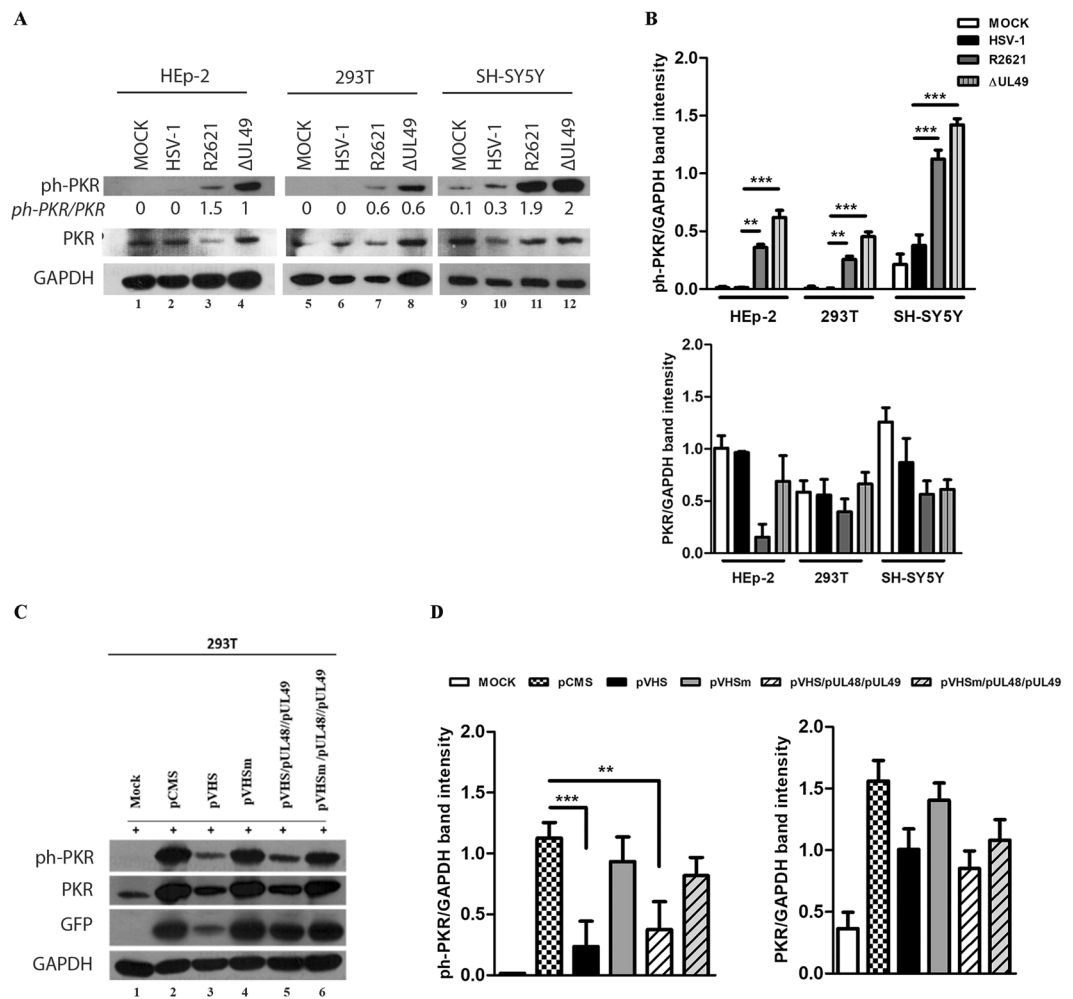 A
HEp-2 293T SH-SY5Y
MOCK HSV-1 R2621 ΔUL49 MOCK HSV-1 R2621 ΔUL49 MOCK HSV-1 R2621 ΔUL49
ph-PKR
ph-PKR/PKR 0 0 1.5 1 0 0 0.6 0.6 0.1 0.3 1.9 2
PKR
GAPDH
1 2 3 4 5 6 7 8 9 10 11 12
B
MOCK
HSV-1
R2621
ΔUL49
ph-PKR/GAPDH band intensity
2.0
1.5
1.0
0.5
0.0
** *** ** *** *** ***
HEp-2 293T SH-SY5Y
PKR/GAPDH band intensity
2.0
1.5
1.0
0.5
0.0
HEp-2 293T SH-SY5Y
C
293T
Mock pCMS pVHS pVHSm pVHS/pUL48//pUL49 pVHSm /pUL48//pUL49
+ + + + + +
ph-PKR
PKR
GFP
GAPDH
1 2 3 4 5 6
D
MOCK pCMS pVHS pVHSm pVHS/pUL48/pUL49 pVHSm/pUL48/pUL49
ph-PKR/GAPDH band intensity
2.0
1.5
1.0
0.5
0.0
**
***
PKR/GAPDH band intensity
2.0
1.5
1.0
0.5
0.0